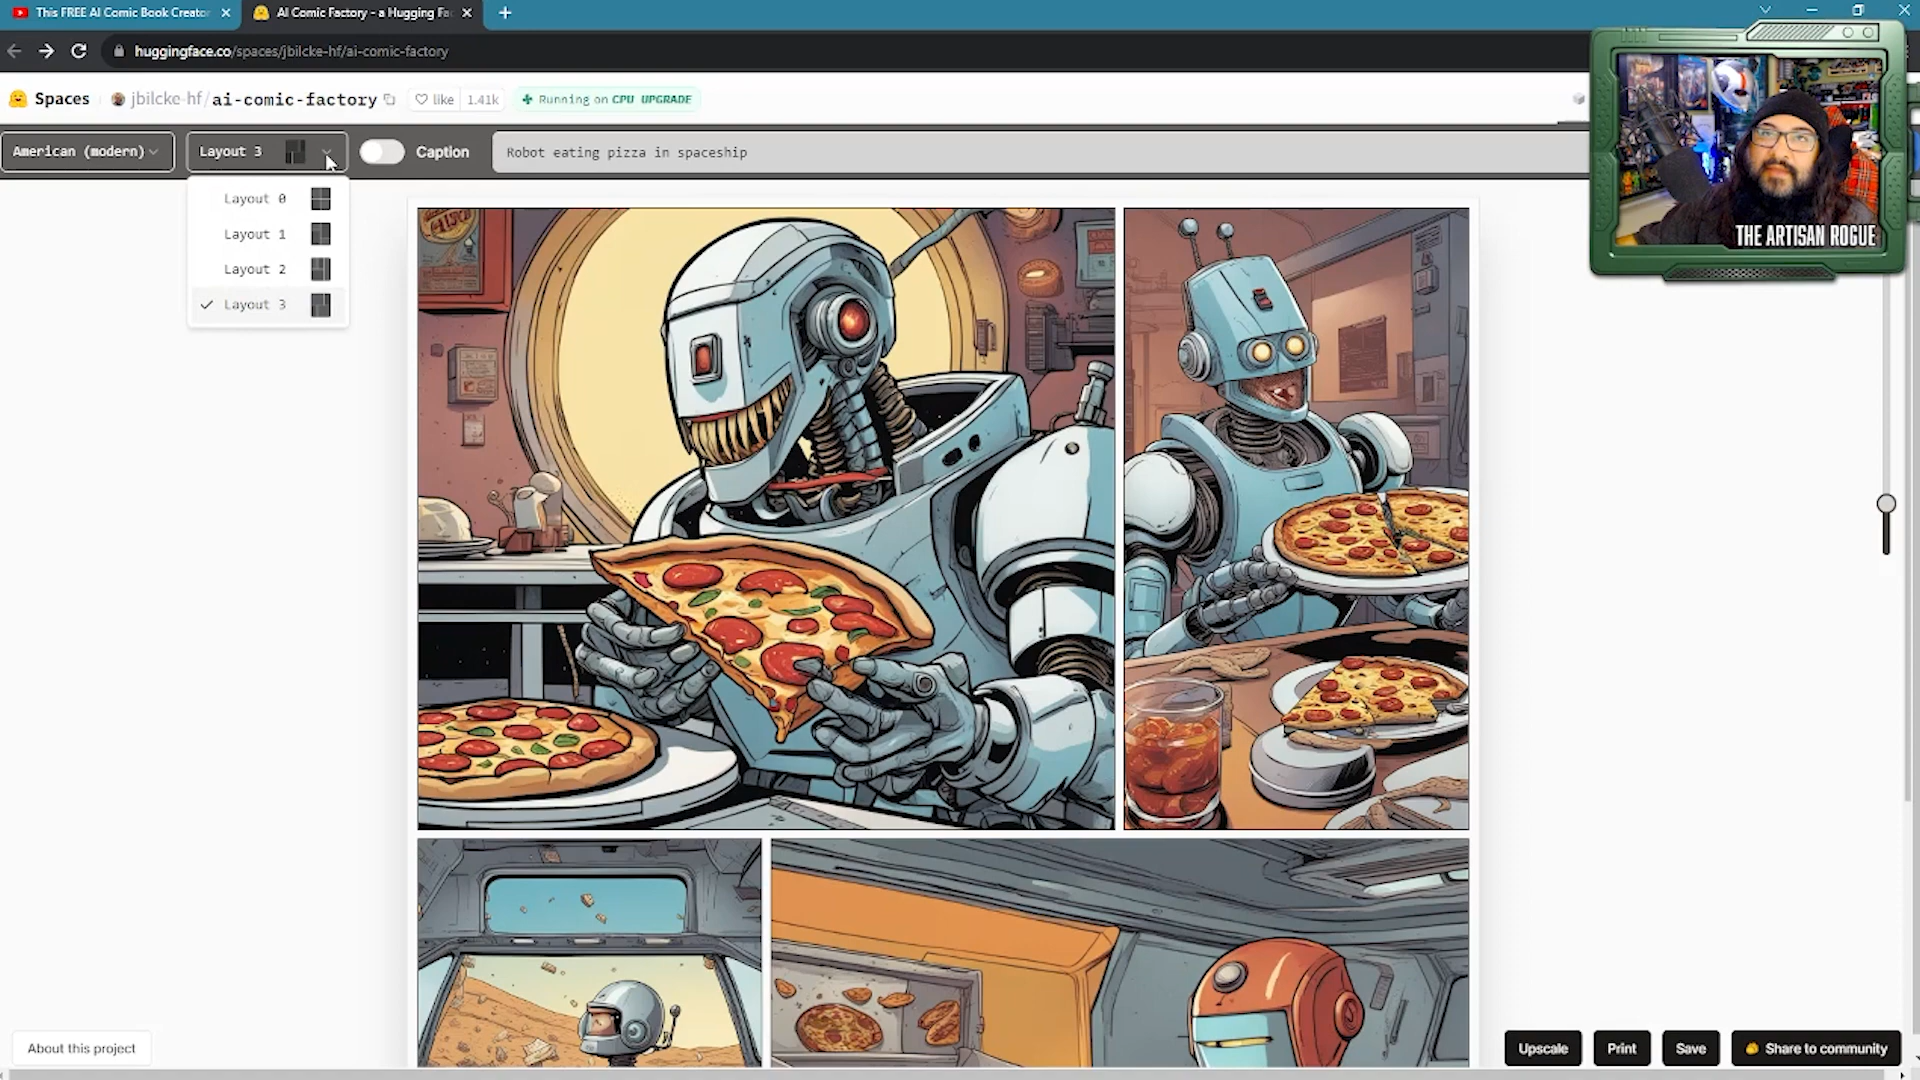 This FREE AI Comic Book Creator
AI Comic Factory - a Hugging Fa
huggingface.co/spaces/jbilcke-hf/ai-comic-factory
Spaces
jbilcke-hf/ai-comic-factory
like 1.41k
Running on CPU UPGRADE
American (modern)
Layout 3
Caption
Robot eating pizza in spaceship
Layout 0
Layout 1
Layout 2
Layout 3
THE ARTISAN ROGUE
About this project
Upscale
Print
Save
Share to community